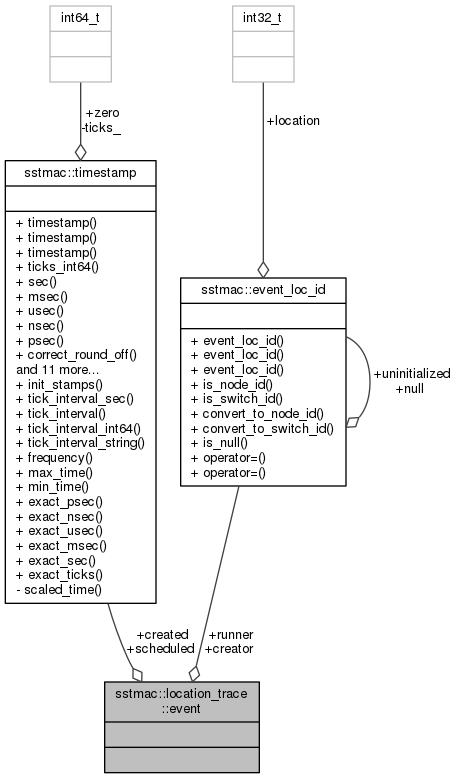 int64_t
int32_t
+zero
-ticks_
+location
sstmac::timestamp
+ timestamp()
+ timestamp()
+ timestamp()
+ ticks_int64()
+ sec()
+ msec()
+ usec()
+ nsec()
+ psec()
+ correct_round_off()
and 11 more...
+ init_stamps()
+ tick_interval_sec()
+ tick_interval()
+ tick_interval_int64()
+ tick_interval_string()
+ frequency()
+ max_time()
+ min_time()
+ exact_psec()
+ exact_nsec()
+ exact_usec()
+ exact_msec()
+ exact_sec()
+ exact_ticks()
- scaled_time()
sstmac::event_loc_id
+ event_loc_id()
+ event_loc_id()
+ event_loc_id()
+ is_node_id()
+ is_switch_id()
+ convert_to_node_id()
+ convert_to_switch_id()
+ is_null()
+ operator=()
+ operator=()
+uninitialized
+null
+created
+scheduled
+runner
+creator
sstmac::location_trace
::event